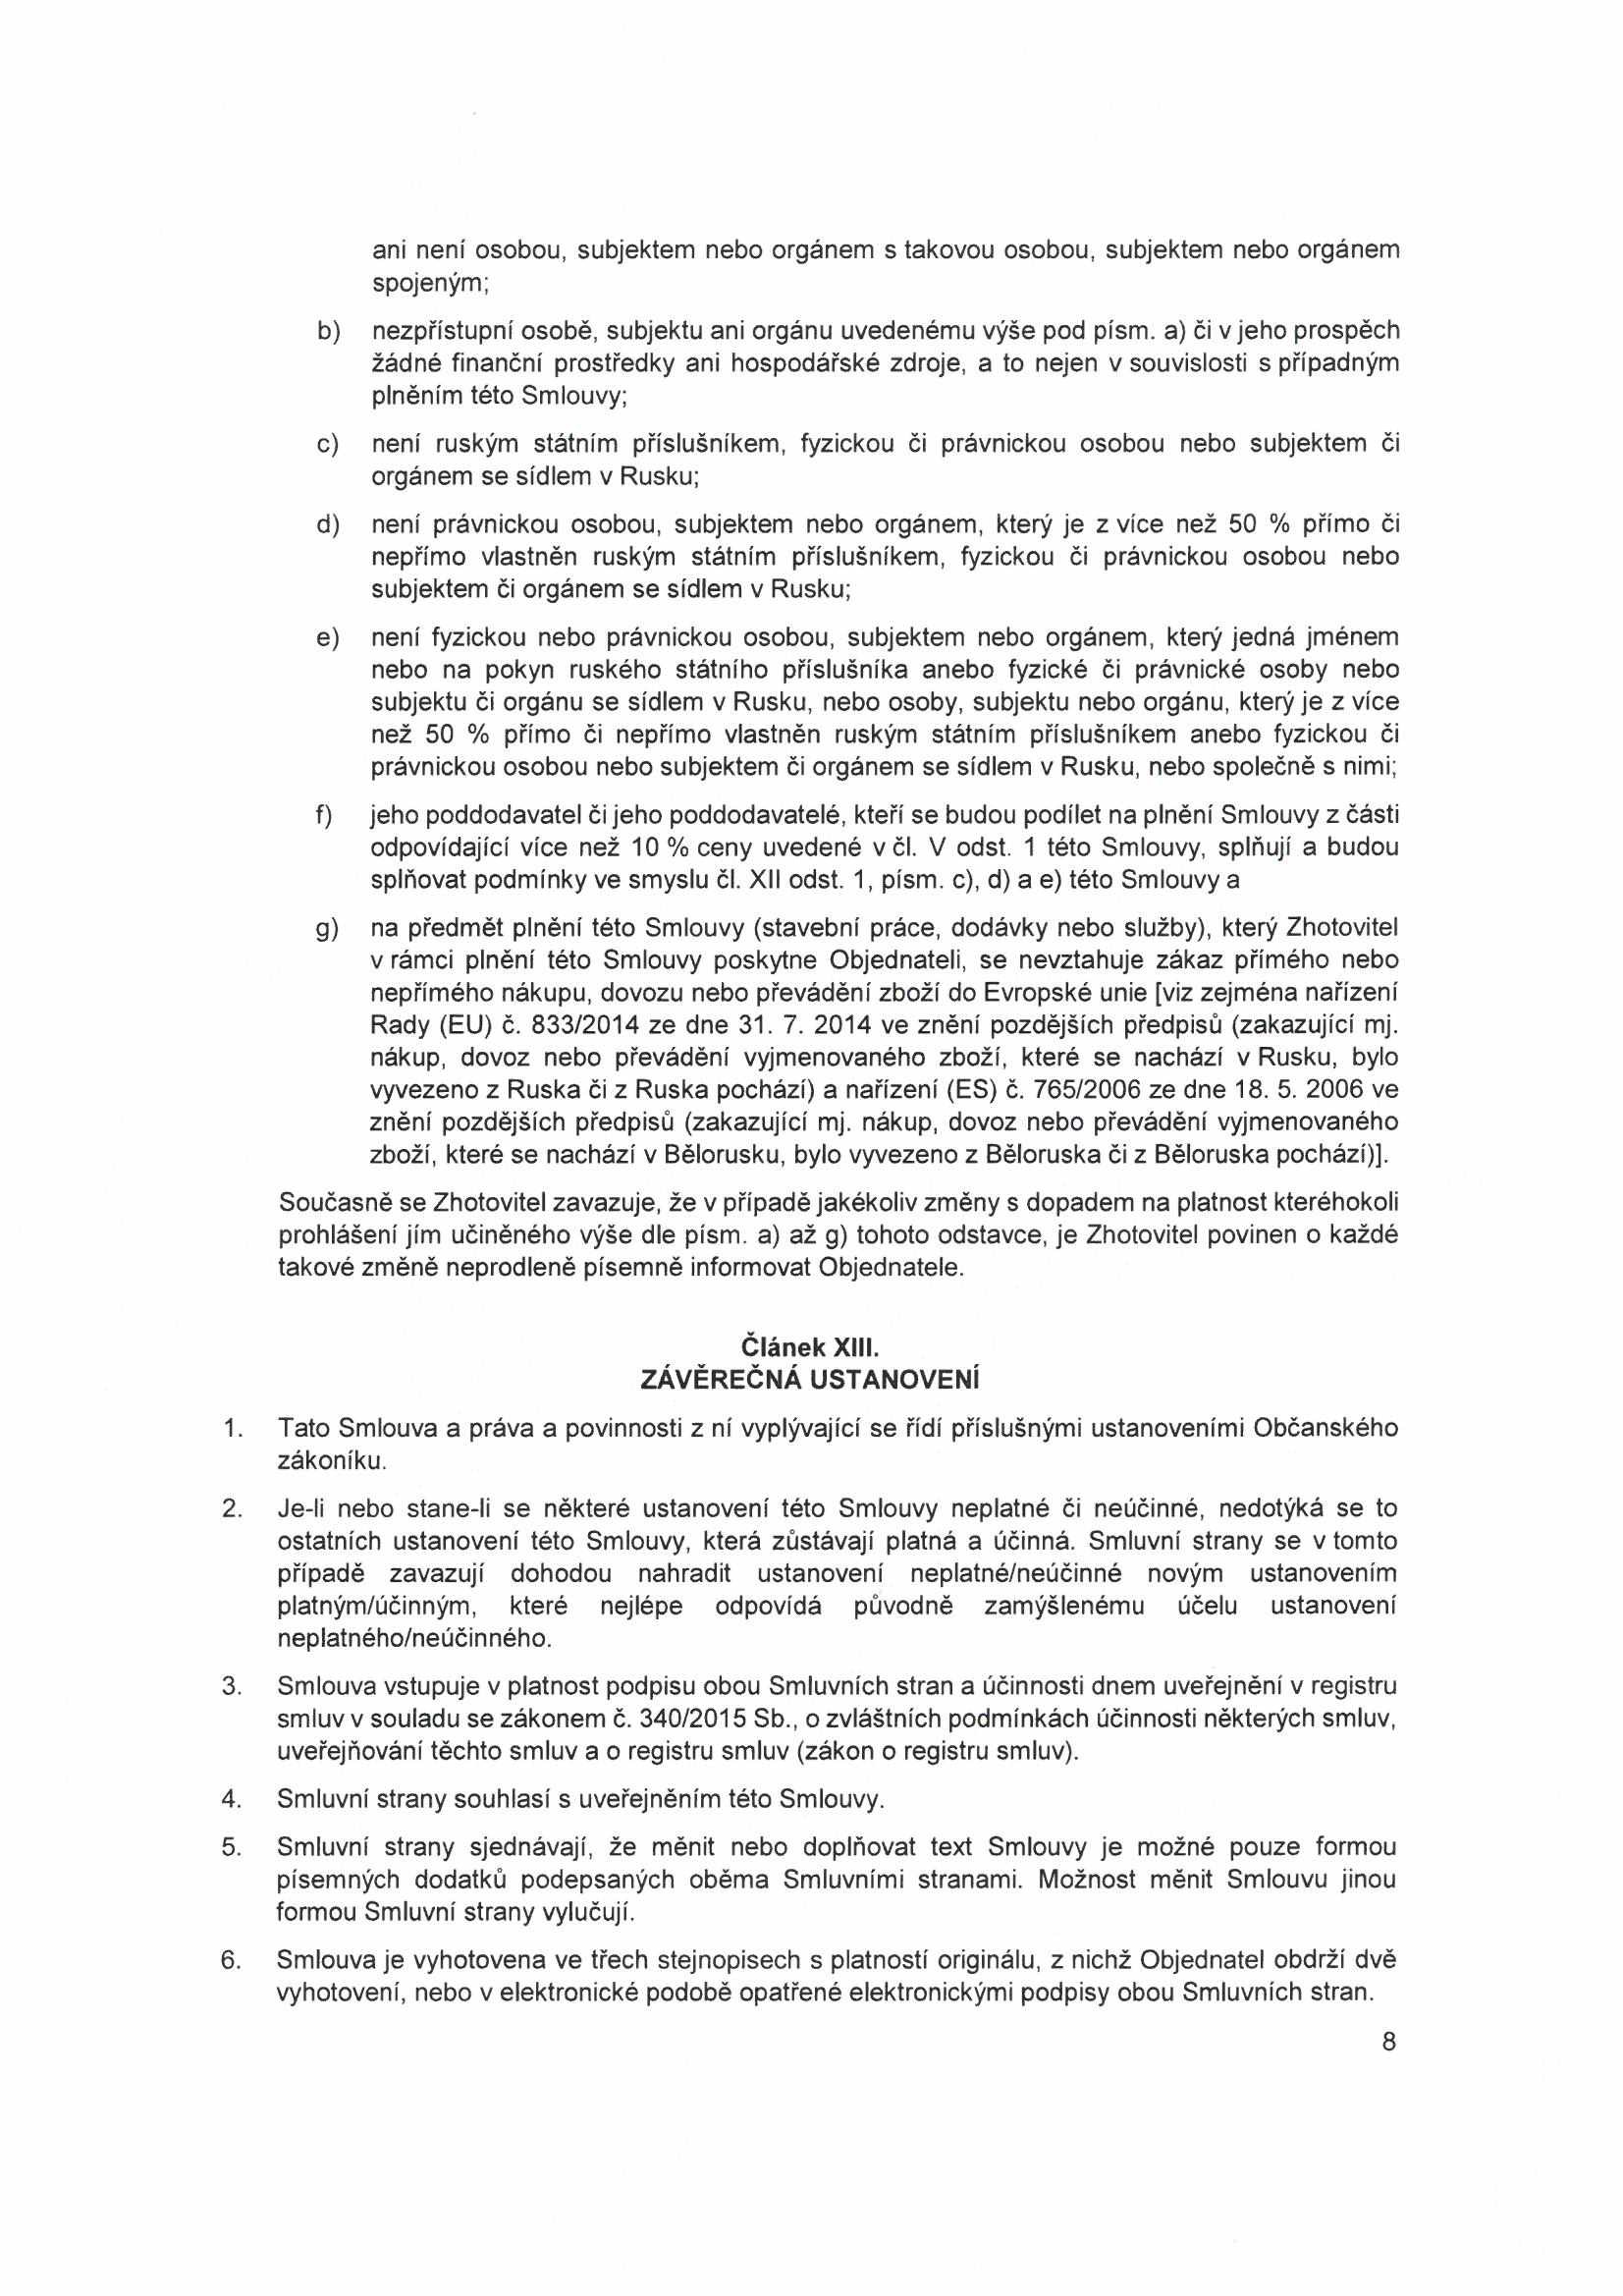 ani není osobou, subjektem nebo orgánem s takovou osobou, subjektem nebo orgánem
spojeným;
b) nezpřístupní osobě, subjektu ani orgánu uvedenému výše pod písm. a) či v jeho prospěch
žádné finanční prostředky ani hospodářské zdroje, a to nejen v souvislosti s případným
plněním této Smlouvy;
c) není ruským státním příslušníkem, fyzickou či právnickou osobou nebo subjektem či
orgánem se sídlem v Rusku;
d) není právnickou osobou, subjektem nebo orgánem, který je z více než 50 % přímo či
nepřímo vlastněn ruským státním příslušníkem, fyzickou či právnickou osobou nebo
subjektem či orgánem se sídlem v Rusku;
e) není fyzickou nebo právnickou osobou, subjektem nebo orgánem, který jedná jménem
nebo na pokyn ruského státního příslušníka anebo fyzické či právnické osoby nebo
subjektu či orgánu se sídlem v Rusku, nebo osoby, subjektu nebo orgánu, který je z více
než 50 % přímo či nepřímo vlastněn ruským státním příslušníkem anebo fyzickou či
právnickou osobou nebo subjektem či orgánem se sídlem v Rusku, nebo společně s nimi;
f) jeho poddodavatel či jeho poddodavatelé, kteří se budou podílet na plnění Smlouvy z části
odpovídající více než 10 % ceny uvedené v čl. V odst. 1 této Smlouvy, splňují a budou
splňovat podmínky ve smyslu čl. XII odst. 1, písm. c), d) a e) této Smlouvy a
g) na předmět plnění této Smlouvy (stavební práce, dodávky nebo služby), který Zhotovitel
v rámci plnění této Smlouvy poskytne Objednateli, se nevztahuje zákaz přímého nebo
nepřímého nákupu, dovozu nebo převádění zboží do Evropské unie [viz zejména nařízení
Rady (EU) č. 833/2014 ze dne 31. 7. 2014 ve znění pozdějších předpisů (zakazující mj.
nákup, dovoz nebo převádění vyjmenovaného zboží, které se nachází v Rusku, bylo
vyvezeno z Ruska či z Ruska pochází) a nařízení (ES) č. 765/2006 ze dne 18. 5. 2006 ve
znění pozdějších předpisů (zakazující mj. nákup, dovoz nebo převádění vyjmenovaného
zboží, které se nachází v Bělorusku, bylo vyvezeno z Běloruska či z Běloruska pochází)].
Současně se Zhotovitel zavazuje, že v případě jakékoliv změny s dopadem na platnost kteréhokoli
prohlášení jím učiněného výše dle písm. a) až g) tohoto odstavce, je Zhotovitel povinen o každé
takové změně neprodleně písemně informovat Objednatele.
Článek XIII.
ZÁVĚREČNÁ USTANOVENÍ
1. Tato Smlouva a práva a povinnosti z ní vyplývající se řídí příslušnými ustanoveními Občanského
zákoníku.
2. Je-li nebo stane-li se některé ustanovení této Smlouvy neplatné či neúčinné, nedotýká se to
ostatních ustanovení této Smlouvy, která zůstávají platná a účinná. Smluvní strany se v tomto
případě zavazují dohodou nahradit ustanovení neplatné/neúčinné novým ustanovením
platným/účinným, které nejlépe odpovídá původně zamýšlenému účelu ustanovení
neplatného/neúčinného.
3. Smlouva vstupuje v platnost podpisu obou Smluvních stran a účinnosti dnem uveřejnění v registru
smluv v souladu se zákonem č. 340/2015 Sb., o zvláštních podmínkách účinnosti některých smluv,
uveřejňování těchto smluv a o registru smluv (zákon o registru smluv).
4. Smluvní strany souhlasí s uveřejněním této Smlouvy.
5. Smluvní strany sjednávají, že měnit nebo doplňovat text Smlouvy je možné pouze formou
písemných dodatků podepsaných oběma Smluvními stranami. Možnost měnit Smlouvu jinou
formou Smluvní strany vylučují.
6. Smlouva je vyhotovena ve třech stejnopisech s platností originálu, z nichž Objednatel obdrží dvě
vyhotovení, nebo v elektronické podobě opatřené elektronickými podpisy obou Smluvních stran.
8